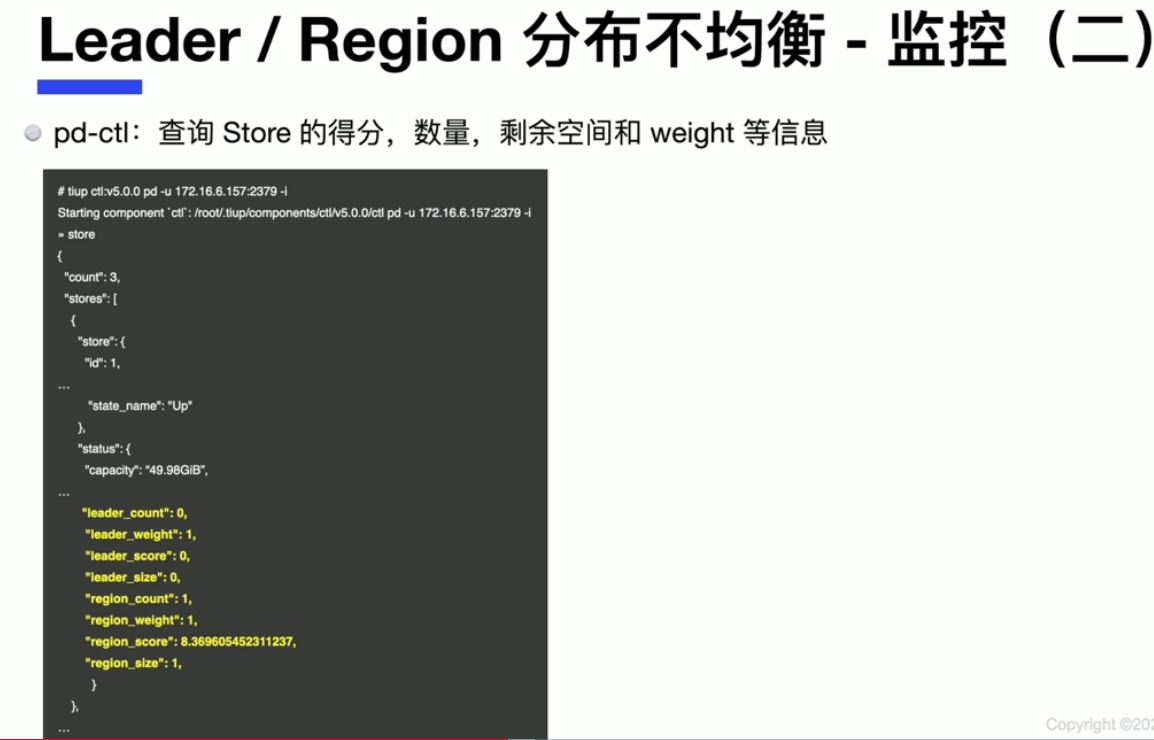 Leader / Region 分布不均衡 - 监控（二）
pd-ctl：查询 Store 的得分，数量，剩余空间和 weight 等信息
# tiup ctl:v5.0.0 pd -u 172.16.6.157:2379 -i
Starting component `ctl`: /root/.tiup/components/ctl/v5.0.0/ctl pd -u 172.16.6.157:2379 -i
» store
{
"count": 3,
"stores": [
{
"store": {
"id": 1,
...
"state_name": "Up"
},
"status": {
"capacity": "49.98GiB",
...
"leader_count": 0,
"leader_weight": 1,
"leader_score": 0,
"leader_size": 0,
"region_count": 1,
"region_weight": 1,
"region_score": 8.369605452311237,
"region_size": 1,
}
},
...
Copyright ©202